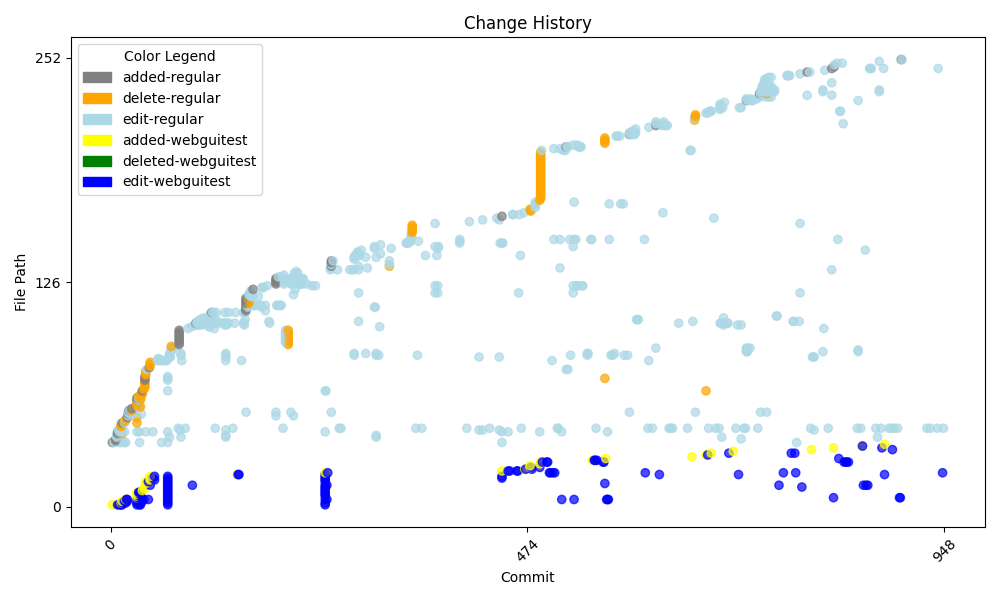 Change History
Color Legend
added-regular
delete-regular
edit-regular
added-webguitest
deleted-webguitest
edit-webguitest
File Path
252
126
0
0
474
948
Commit